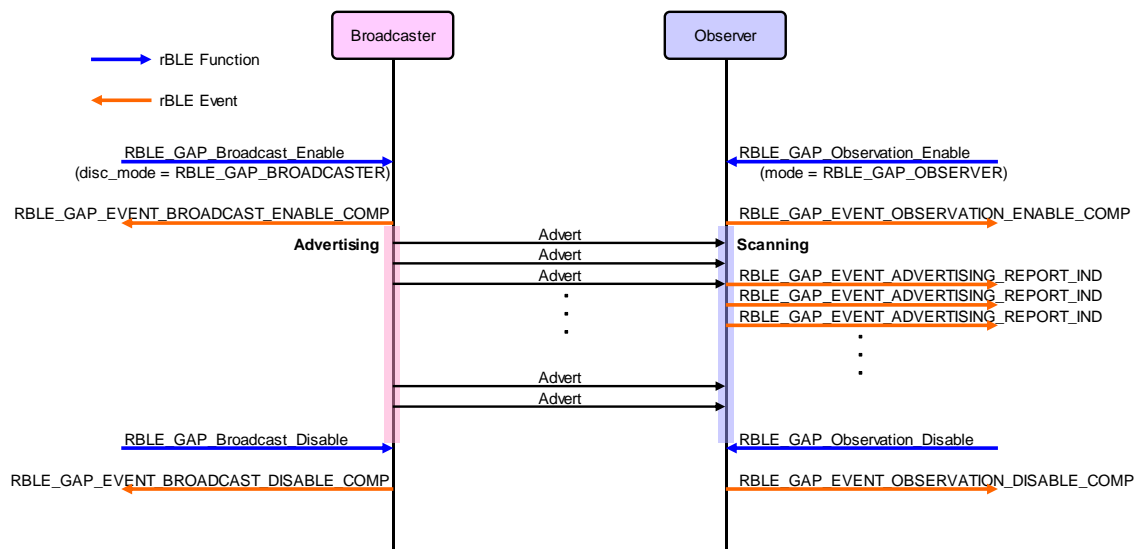 Broadcaster
Observer
rBLE Function
rBLE Event
RBLE_GAP_Broadcast_Enable
(disc_mode = RBLE_GAP_BROADCASTER)
RBLE_GAP_Observation_Enable
(mode = RBLE_GAP_OBSERVER)
RBLE_GAP_EVENT_BROADCAST_ENABLE_COMP
RBLE_GAP_EVENT_OBSERVATION_ENABLE_COMP
Advertising
Advert
Scanning
Advert
Advert
RBLE_GAP_EVENT_ADVERTISING_REPORT_IND
RBLE_GAP_EVENT_ADVERTISING_REPORT_IND
RBLE_GAP_EVENT_ADVERTISING_REPORT_IND
Advert
Advert
RBLE_GAP_Broadcast_Disable
RBLE_GAP_Observation_Disable
RBLE_GAP_EVENT_BROADCAST_DISABLE_COMP
RBLE_GAP_EVENT_OBSERVATION_DISABLE_COMP